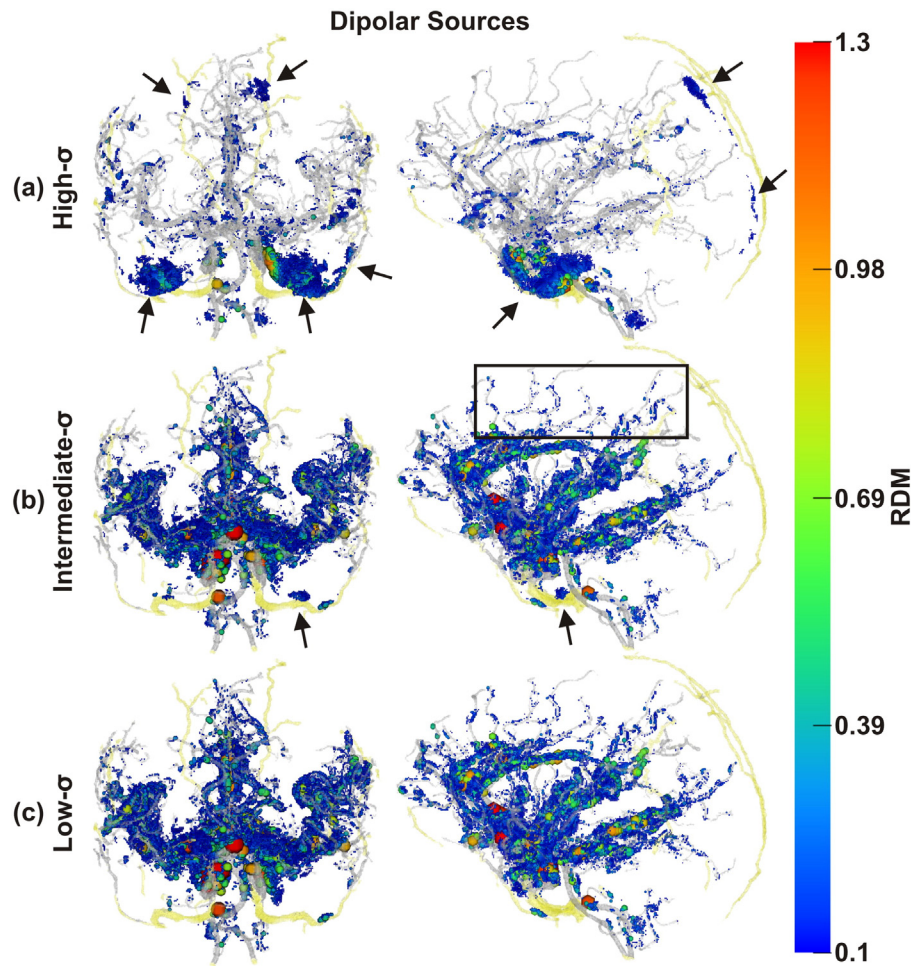 Dipolar Sources
(a)
High-σ
(b)
Intermediate-σ
(c)
Low-σ
1.3
0.98
0.69
0.39
0.1
RDM